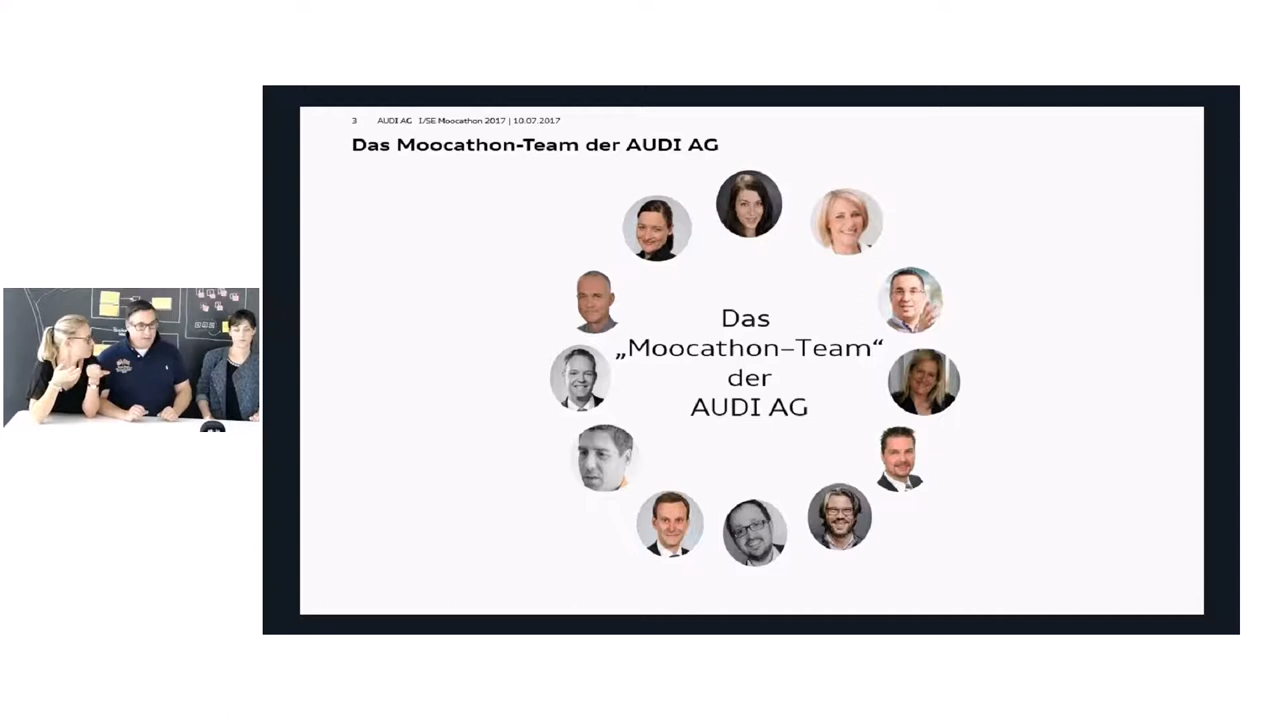 3 AUDI AG I/SE Moocathon 2017 | 10.07.2017
Das Moocathon-Team der AUDI AG
Das
„Moocathon–Team“
der
AUDI AG